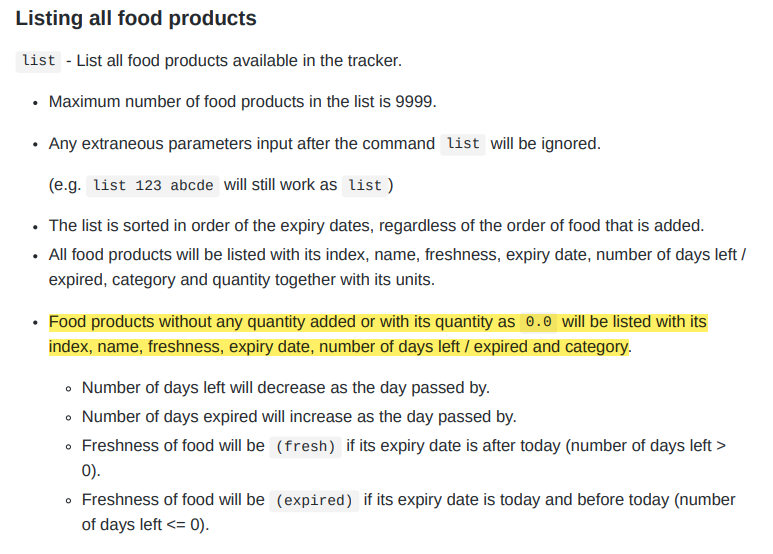 Listing all food products
list - List all food products available in the tracker.
• Maximum number of food products in the list is 9999.
• Any extraneous parameters input after the command list will be ignored.
(e.g. list 123 abcde will still work as list )
• The list is sorted in order of the expiry dates, regardless of the order of food that is added.
• All food products will be listed with its index, name, freshness, expiry date, number of days left /
expired, category and quantity together with its units.
• Food products without any quantity added or with its quantity as 0.0 will be listed with its
index, name, freshness, expiry date, number of days left / expired and category.
◦ Number of days left will decrease as the day passed by.
◦ Number of days expired will increase as the day passed by.
◦ Freshness of food will be (fresh) if its expiry date is after today (number of days left >
0).
◦ Freshness of food will be (expired) if its expiry date is today and before today (number
of days left <= 0).